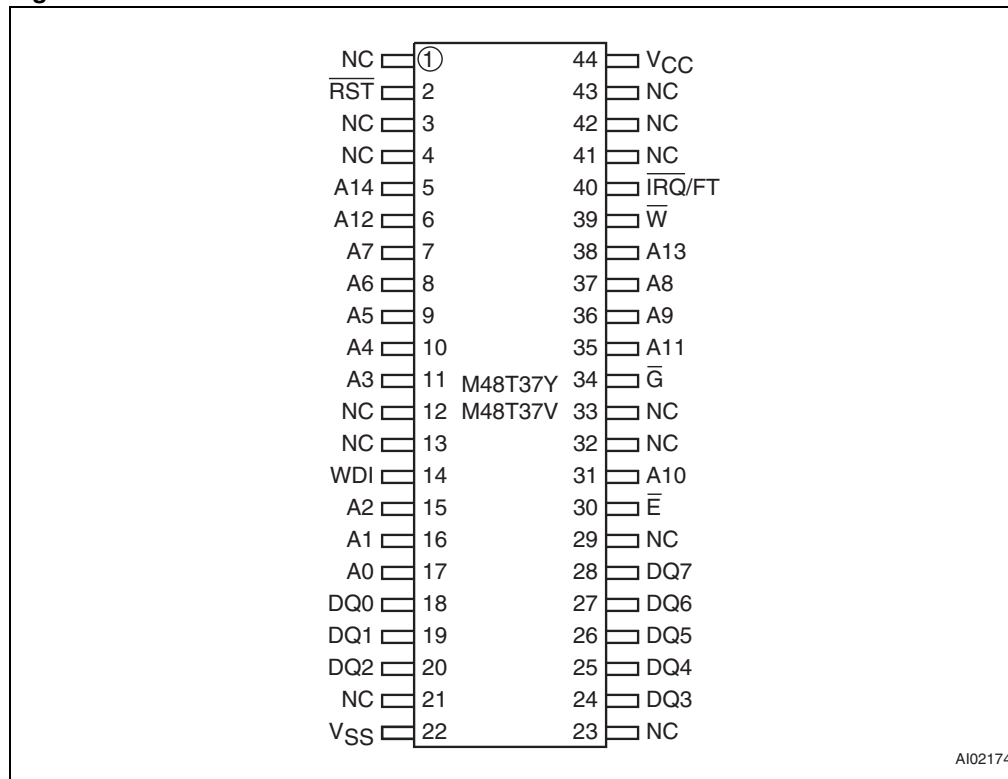 NC 1 44 VCC
RST 2 43 NC
NC 3 42 NC
NC 4 41 NC
A14 5 40 IRQ/FT
A12 6 39 W
A7 7 38 A13
A6 8 37 A8
A5 9 36 A9
A4 10 35 A11
A3 11 M48T37Y 34 G
NC 12 M48T37V 33 NC
NC 13 32 NC
WDI 14 31 A10
A2 15 30 E
A1 16 29 NC
A0 17 28 DQ7
DQ0 18 27 DQ6
DQ1 19 26 DQ5
DQ2 20 25 DQ4
NC 21 24 DQ3
VSS 22 23 NC
AI02174